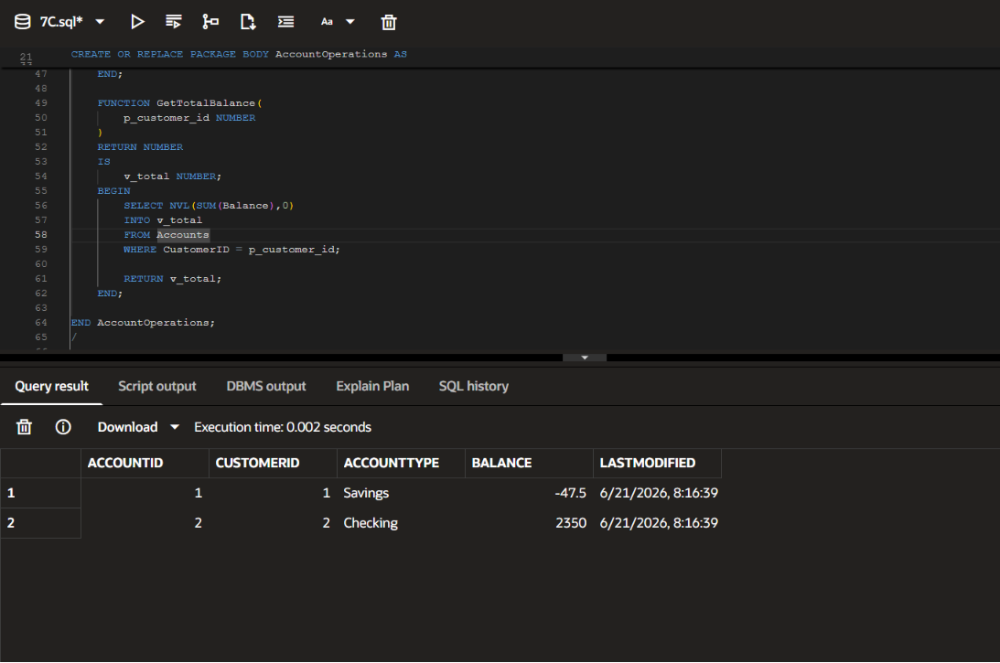 7C.sql* Aa
21 CREATE OR REPLACE PACKAGE BODY AccountOperations AS
47 END;
48
49 FUNCTION GetTotalBalance(
50 p_customer_id NUMBER
51 )
52 RETURN NUMBER
53 IS
54 v_total NUMBER;
55 BEGIN
56 SELECT NVL(SUM(Balance),0)
57 INTO v_total
58 FROM Accounts
59 WHERE CustomerID = p_customer_id;
60
61 RETURN v_total;
62 END;
63
64 END AccountOperations;
65 /
Query result Script output DBMS output Explain Plan SQL history
Download Execution time: 0.002 seconds
ACCOUNTID CUSTOMERID ACCOUNTTYPE BALANCE LASTMODIFIED
1 1 1 Savings -47.5 6/21/2026, 8:16:39
2 2 2 Checking 2350 6/21/2026, 8:16:39